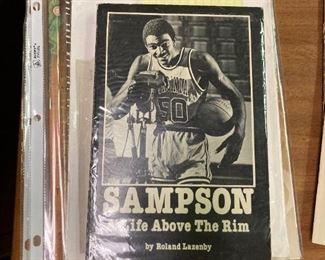 50
SAMPSON
Life Above The Rim
by Roland Lazenby